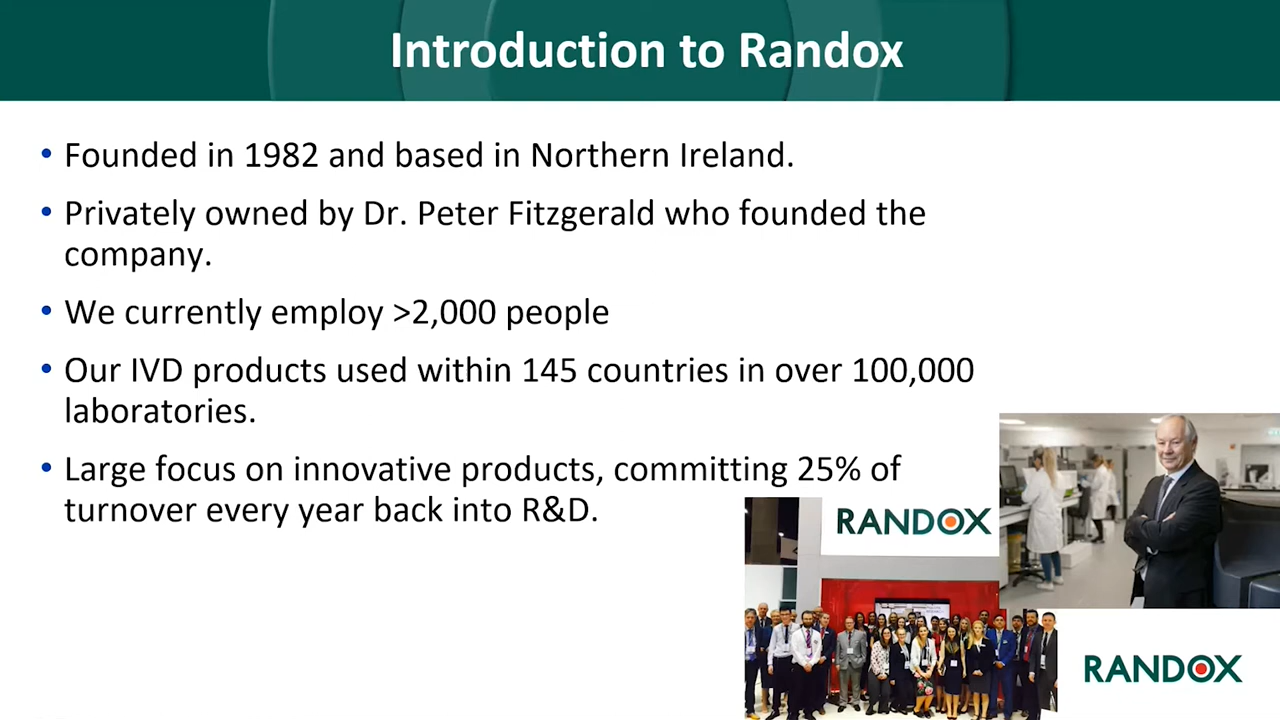 Introduction to Randox
• Founded in 1982 and based in Northern Ireland.
• Privately owned by Dr. Peter Fitzgerald who founded the
company.
• We currently employ >2,000 people
• Our IVD products used within 145 countries in over 100,000
laboratories.
• Large focus on innovative products, committing 25% of
turnover every year back into R&D.
RANDOX
RANDOX